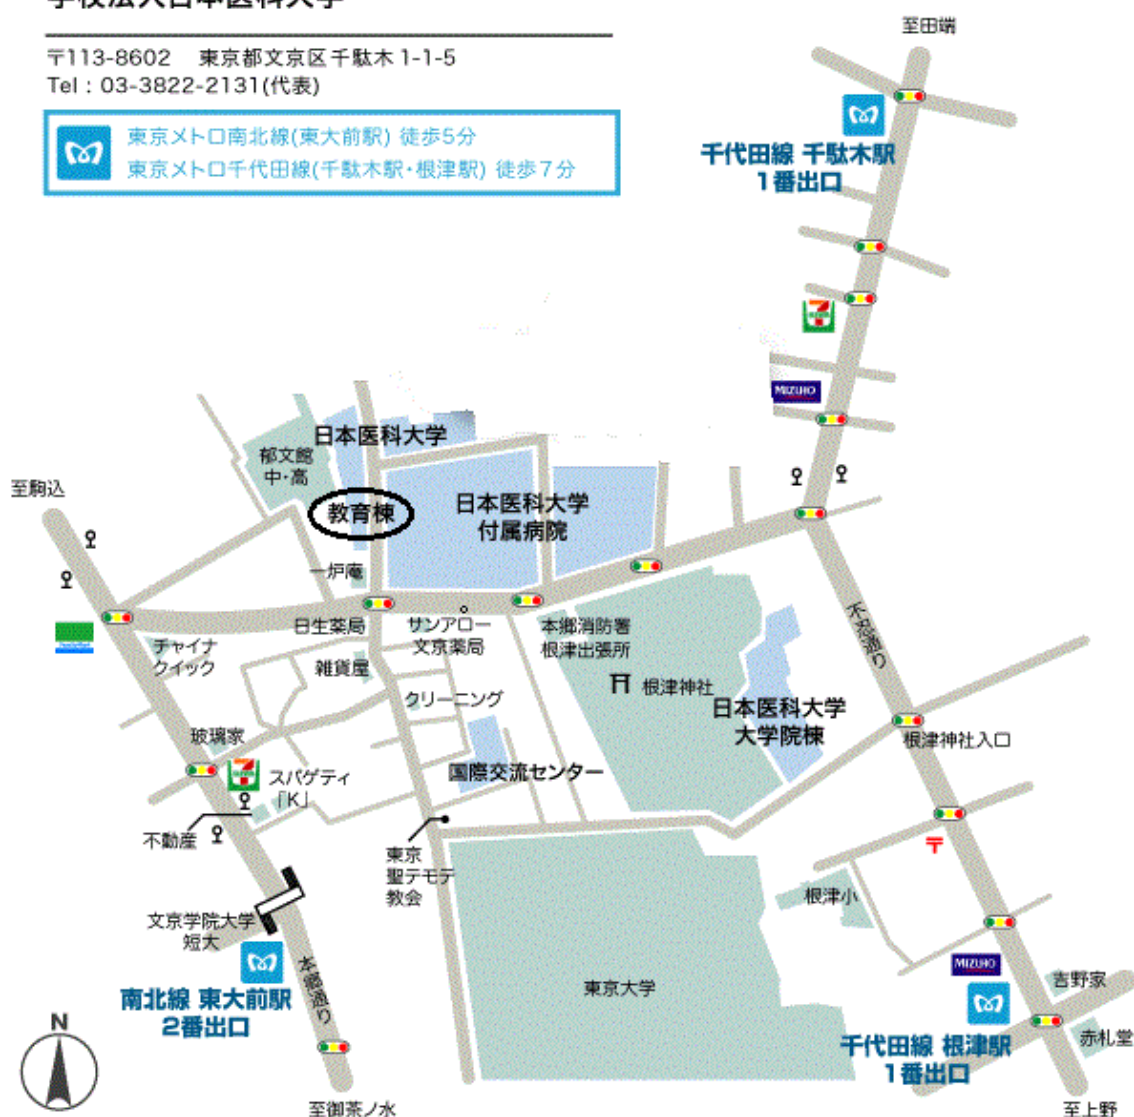 学校法人日本医科大学
〒113-8602 東京都文京区千駄木1-1-5
Tel : 03-3822-2131(代表)
東京メトロ南北線(東大前駅) 徒歩5分
東京メトロ千代田線(千駄木駅・根津駅) 徒歩7分
至田端
千代田線 千駄木駅
1番出口
MIZUHO
日本医科大学
郁文館
中・高
至駒込
教育棟
日本医科大学
付属病院
一炉庵
日生薬局
サンアロー
文京薬局
本郷消防署
根津出張所
不忍通り
チャイナ
クイック
雑貨屋
クリーニング
根津神社
日本医科大学
大学院棟
根津神社入口
玻璃家
国際交流センター
スパゲティ
「K」
不動産
〒
東京
聖テモテ
教会
根津小
文京学院大学
短大
本郷通り
南北線 東大前駅
2番出口
東京大学
MIZUHO
吉野家
赤札堂
千代田線 根津駅
1番出口
N
至御茶ノ水
至上野